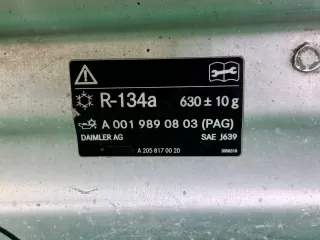 R-134a 630 ± 10 g
A 001 989 08 03 (PAG)
DAIMLER AG SAE J639
A 205 817 00 20